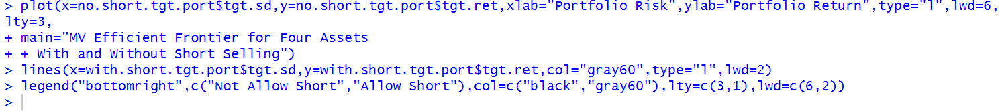 > plot(x=no.short.tgt.port$tgt.sd,y=no.short.tgt.port$tgt.ret,xlab="Portfolio Risk",ylab="Portfolio Return",type="l",lwd=6,
lty=3,
+ main="MV Efficient Frontier for Four Assets
+ + With and Without Short Selling")
> lines(x=with.short.tgt.port$tgt.sd,y=with.short.tgt.port$tgt.ret,col="gray60",type="l",lwd=2)
> legend("bottomright",c("Not Allow Short","Allow Short"),col=c("black","gray60"),lty=c(3,1),lwd=c(6,2))
>